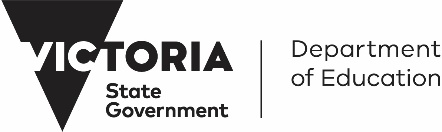 VICTORIA
State
Government
Department
of Education